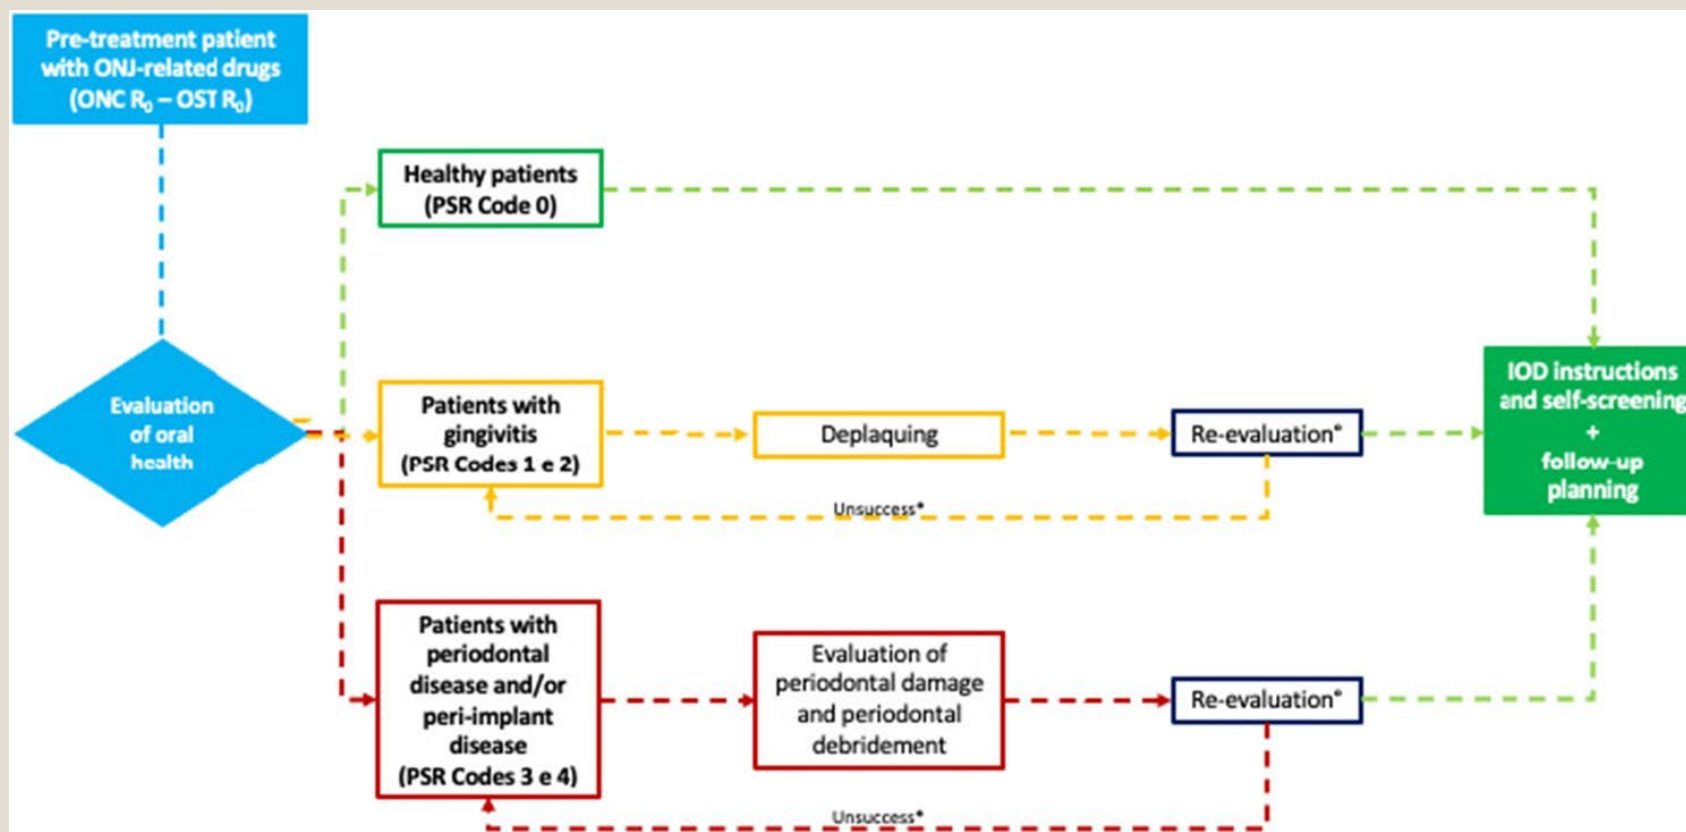 Pre-treatment patient
with ONJ-related drugs
(ONC R₀ – OST R₀)
Healthy patients
(PSR Code 0)
Evaluation
of oral
health
Patients with
gingivitis
(PSR Codes 1 e 2)
Deplaquing
Re-evaluation°
Unsuccess*
IOD instructions
and self-screening
+
follow-up
planning
Patients with
periodontal
disease and/or
peri-implant
disease
(PSR Codes 3 e 4)
Evaluation of
periodontal damage
and periodontal
debridement
Re-evaluation°
Unsuccess*